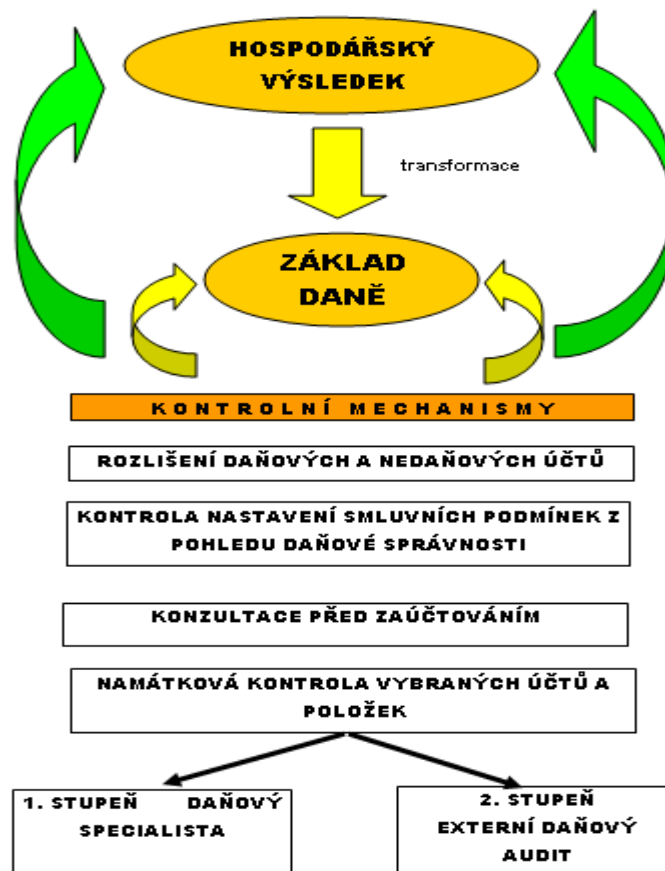 HOSPODÁŘSKÝ
VÝSLEDEK
transformace
ZÁKLAD
DANĚ
KONTROLNÍ MECHANISMY
ROZLIŠENÍ DAŇOVÝCH A NEDAŇOVÝCH ÚČTŮ
KONTROLA NASTAVENÍ SMLUVNÍCH PODMÍNEK Z
POHLEDU DAŇOVÉ SPRÁVNOSTI
KONZULTACE PŘED ZAÚČTOVÁNÍM
NAMÁTKOVÁ KONTROLA VYBRANÝCH ÚČTŮ A
POLOŽEK
1. STUPEŇ DAŇOVÝ
SPECIALISTA
2. STUPEŇ
EXTERNÍ DAŇOVÝ
AUDIT